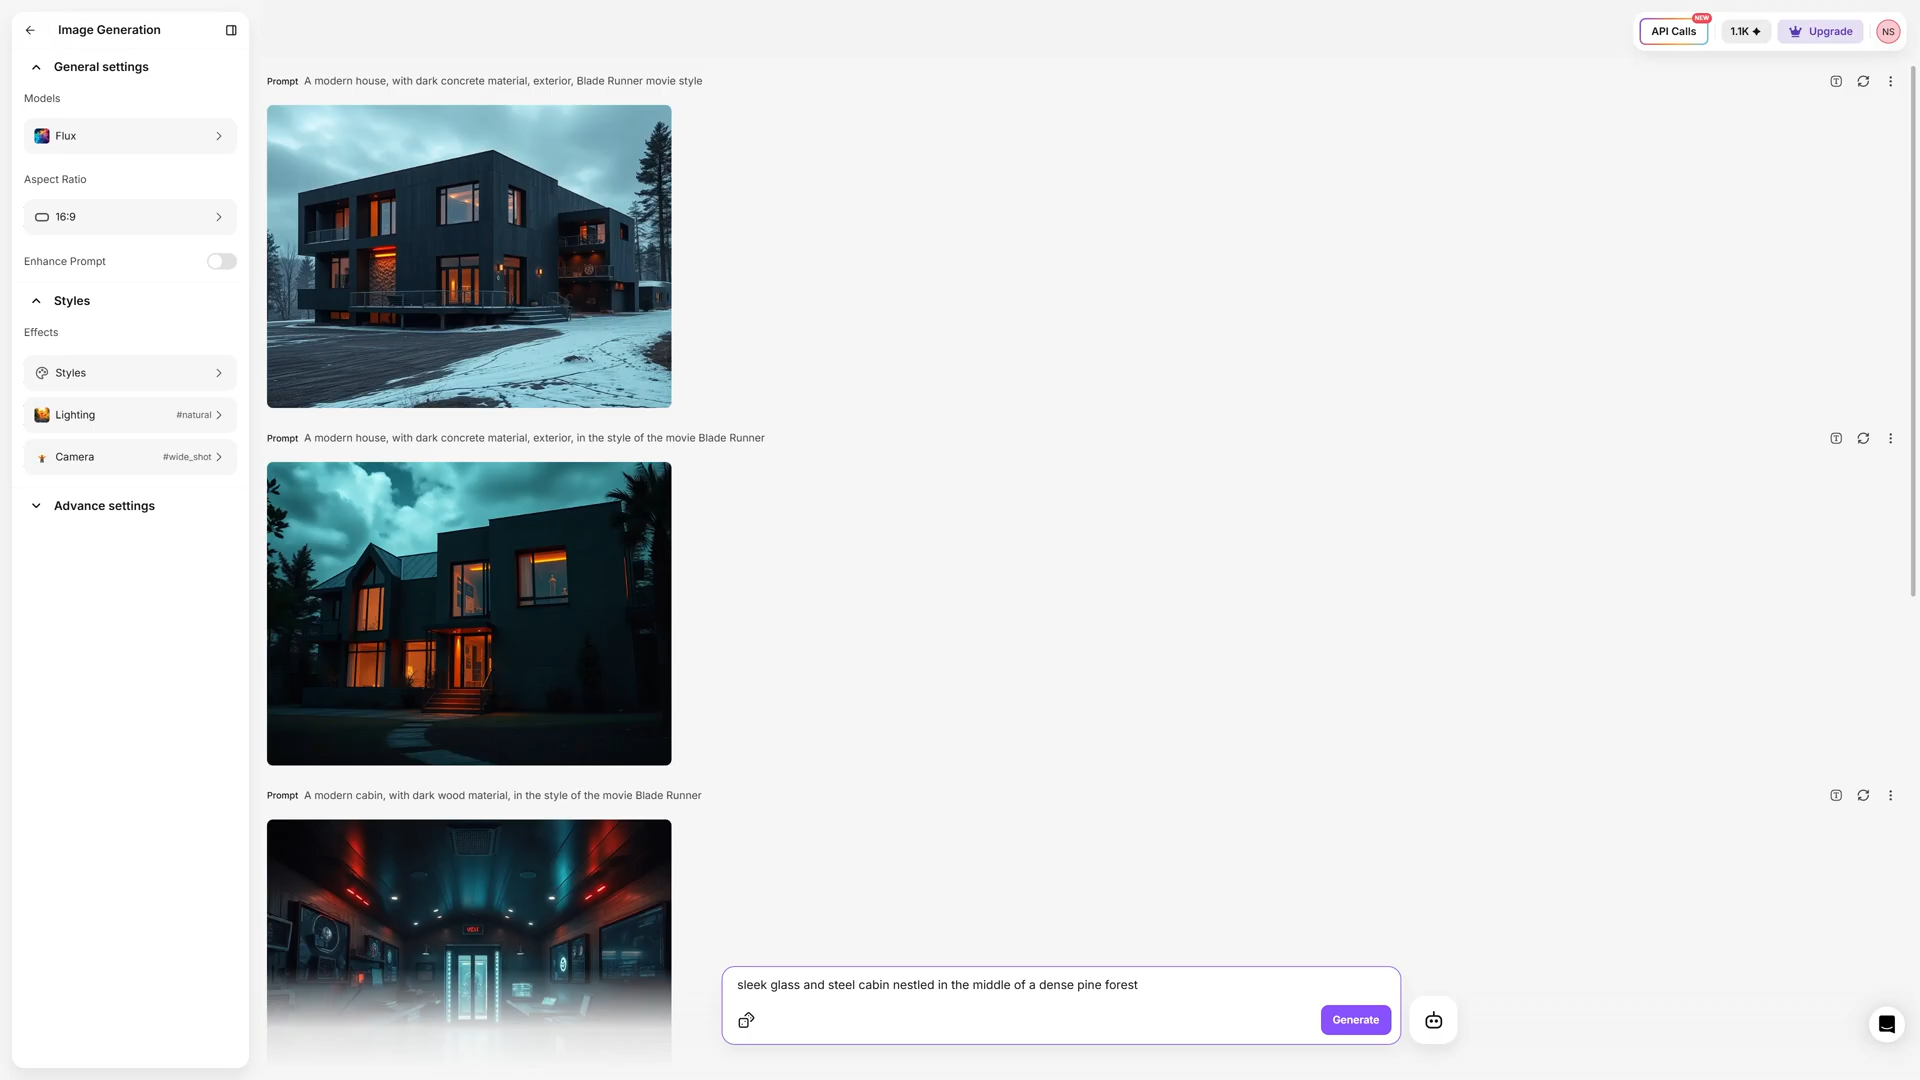 Image Generation
General settings
Models
Flux
Aspect Ratio
16:9
Enhance Prompt
Styles
Effects
Styles
Lighting #natural
Camera #wide_shot
Advance settings
API Calls NEW
1.1K
Upgrade
NS
Prompt A modern house, with dark concrete material, exterior, Blade Runner movie style
Prompt A modern house, with dark concrete material, exterior, in the style of the movie Blade Runner
Prompt A modern cabin, with dark wood material, in the style of the movie Blade Runner
sleek glass and steel cabin nestled in the middle of a dense pine forest
Generate